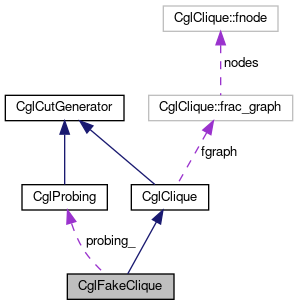 CglClique::fnode
nodes
CglCutGenerator
CglClique::frac_graph
fgraph
CglProbing
CglClique
probing_
CglFakeClique